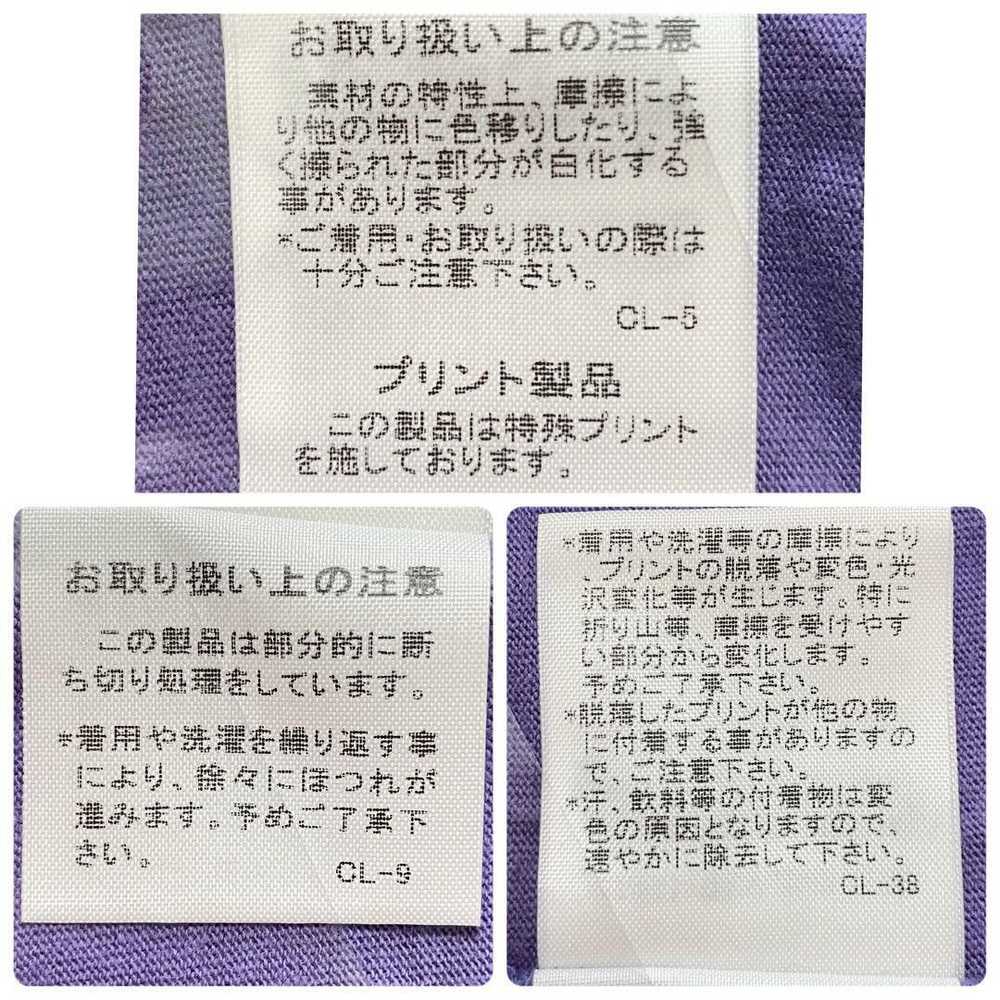 お取り扱い上の注意
素材の特性上、摩擦によ
り他の物に色移りしたり、強
く擦られた部分が白化する
事があります。
*ご着用・お取り扱いの際は
十分ご注意下さい。
CL-5
プリント製品
この製品は特殊プリント
を施しております。
お取り扱い上の注意
この製品は部分的に断
ち切り処理をしています。
*着用や洗濯を繰り返す事
により、徐々にほつれが
進みます。予めご了承下
さい。
CL-9
*着用や洗濯等の摩擦により
、プリントの脱落や変色・光
沢変化等が生じます。特に
折り山等、摩擦を受けやす
い部分から変化します。
予めご了承下さい。
*脱落したプリントが他の物
に付着する事がありますの
で、ご注意下さい。
*汗、飲料等の付着物は変
色の原因となりますので、
速やかに除去して下さい。
CL-38